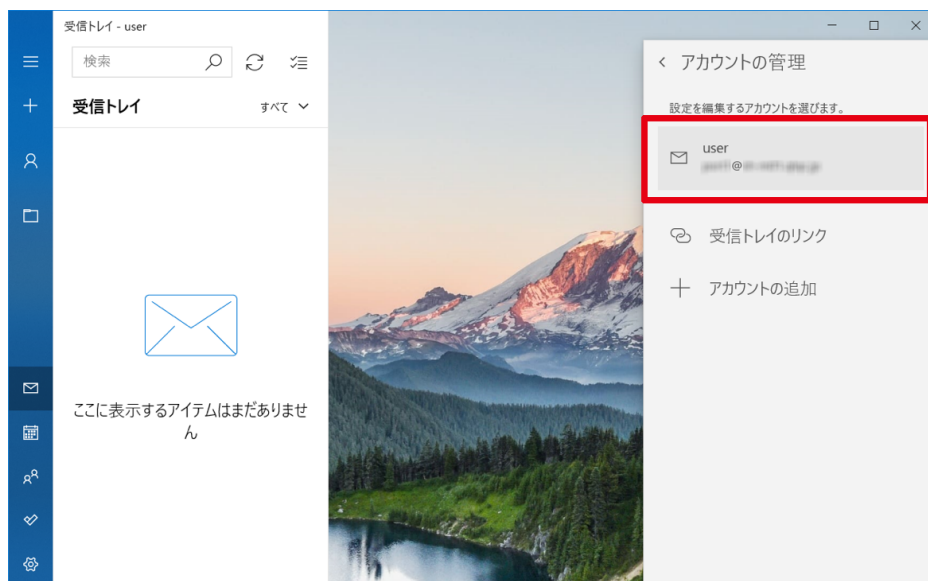 受信トレイ - user
検索
受信トレイ
すべて
ここに表示するアイテムはまだありませ
ん
アカウントの管理
設定を編集するアカウントを選びます。
user
@
受信トレイのリンク
アカウントの追加